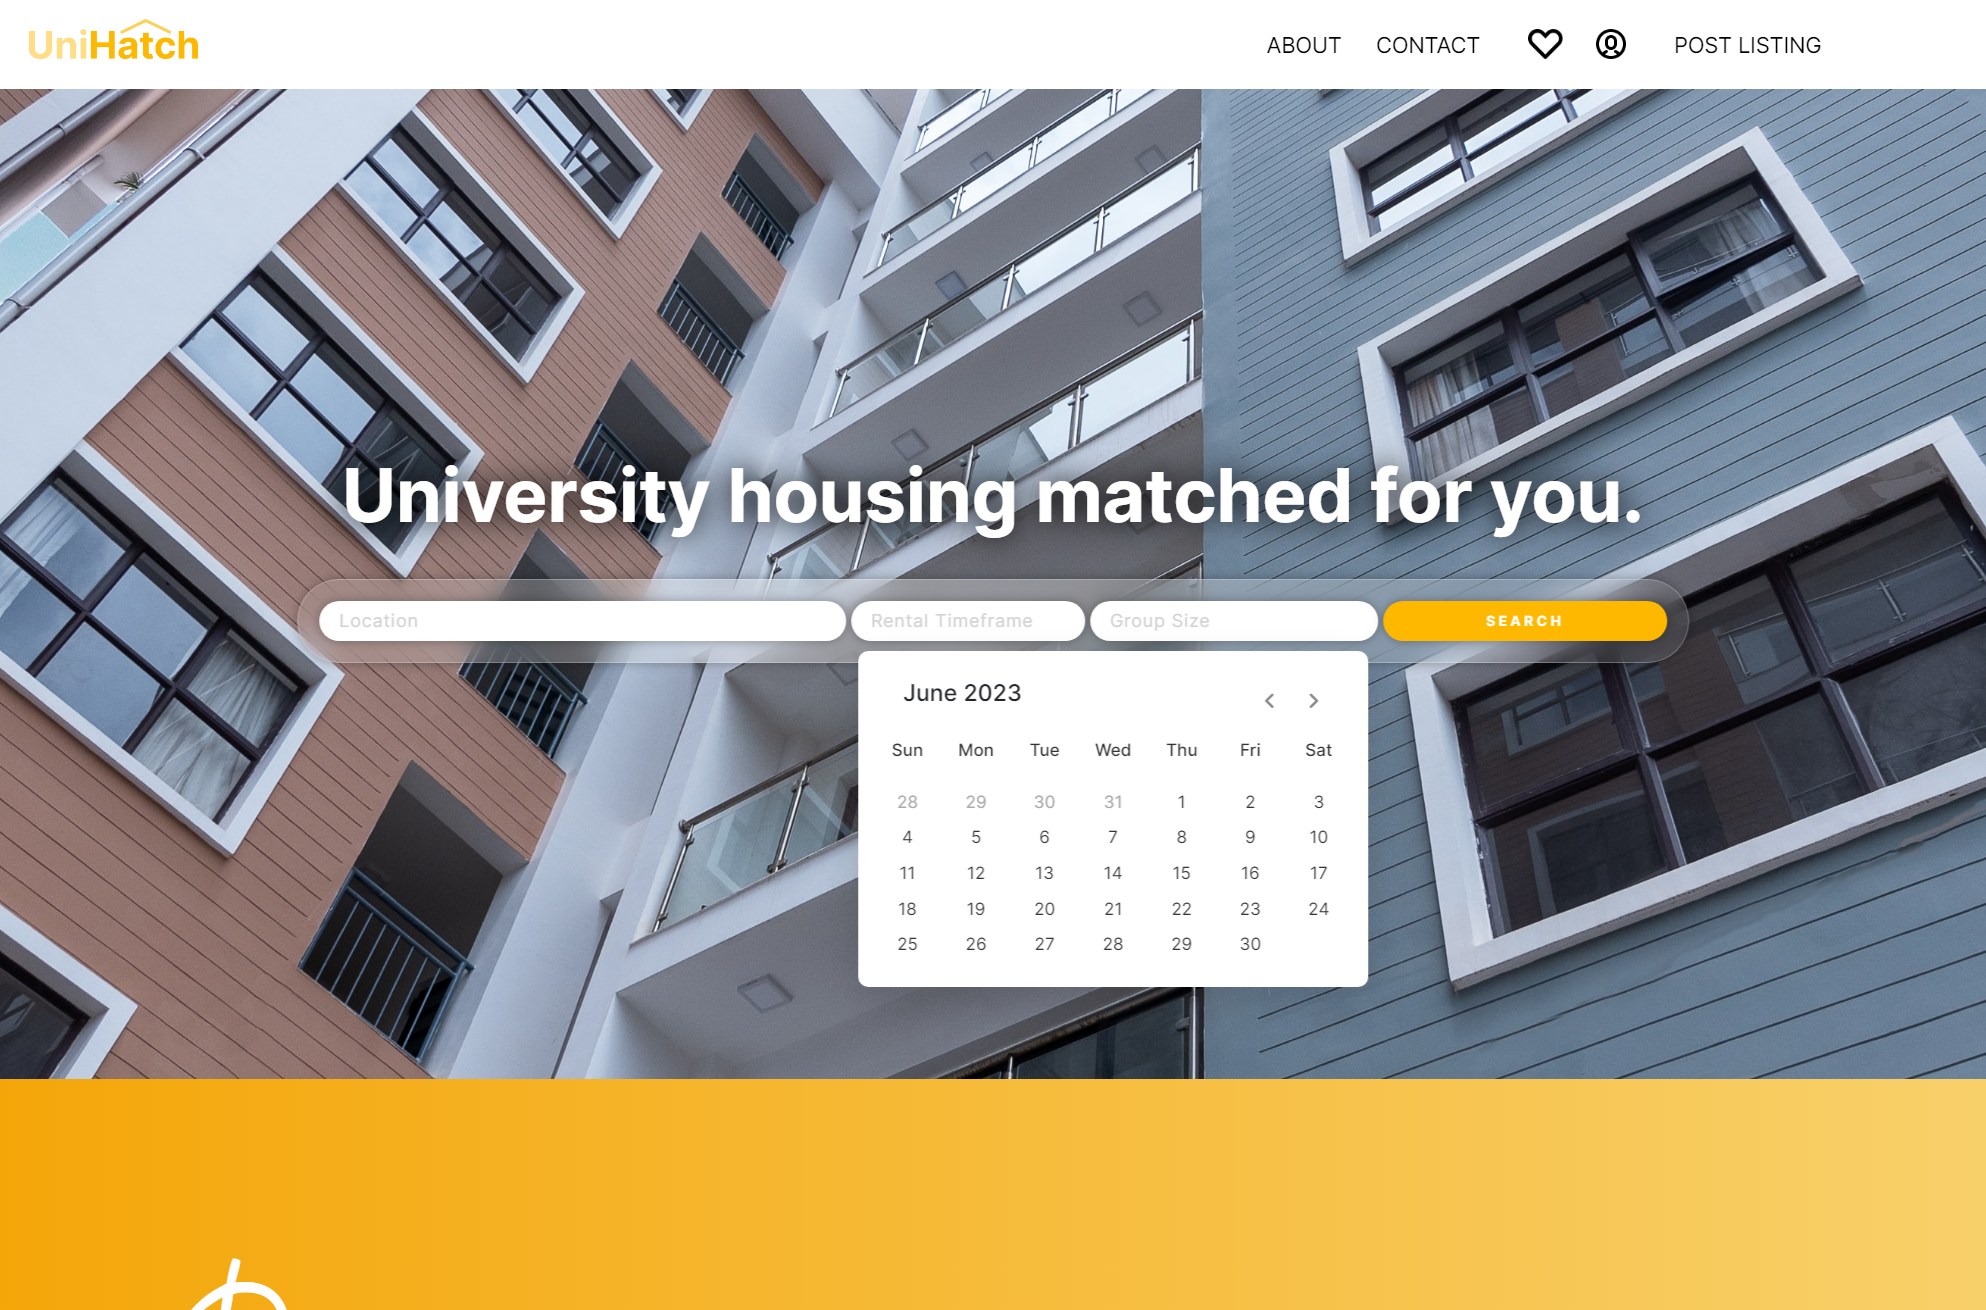 UniHatch
ABOUT CONTACT POST LISTING
University housing matched for you.
Location Rental Timeframe Group Size SEARCH
June 2023
Sun Mon Tue Wed Thu Fri Sat
28 29 30 31 1 2 3
4 5 6 7 8 9 10
11 12 13 14 15 16 17
18 19 20 21 22 23 24
25 26 27 28 29 30